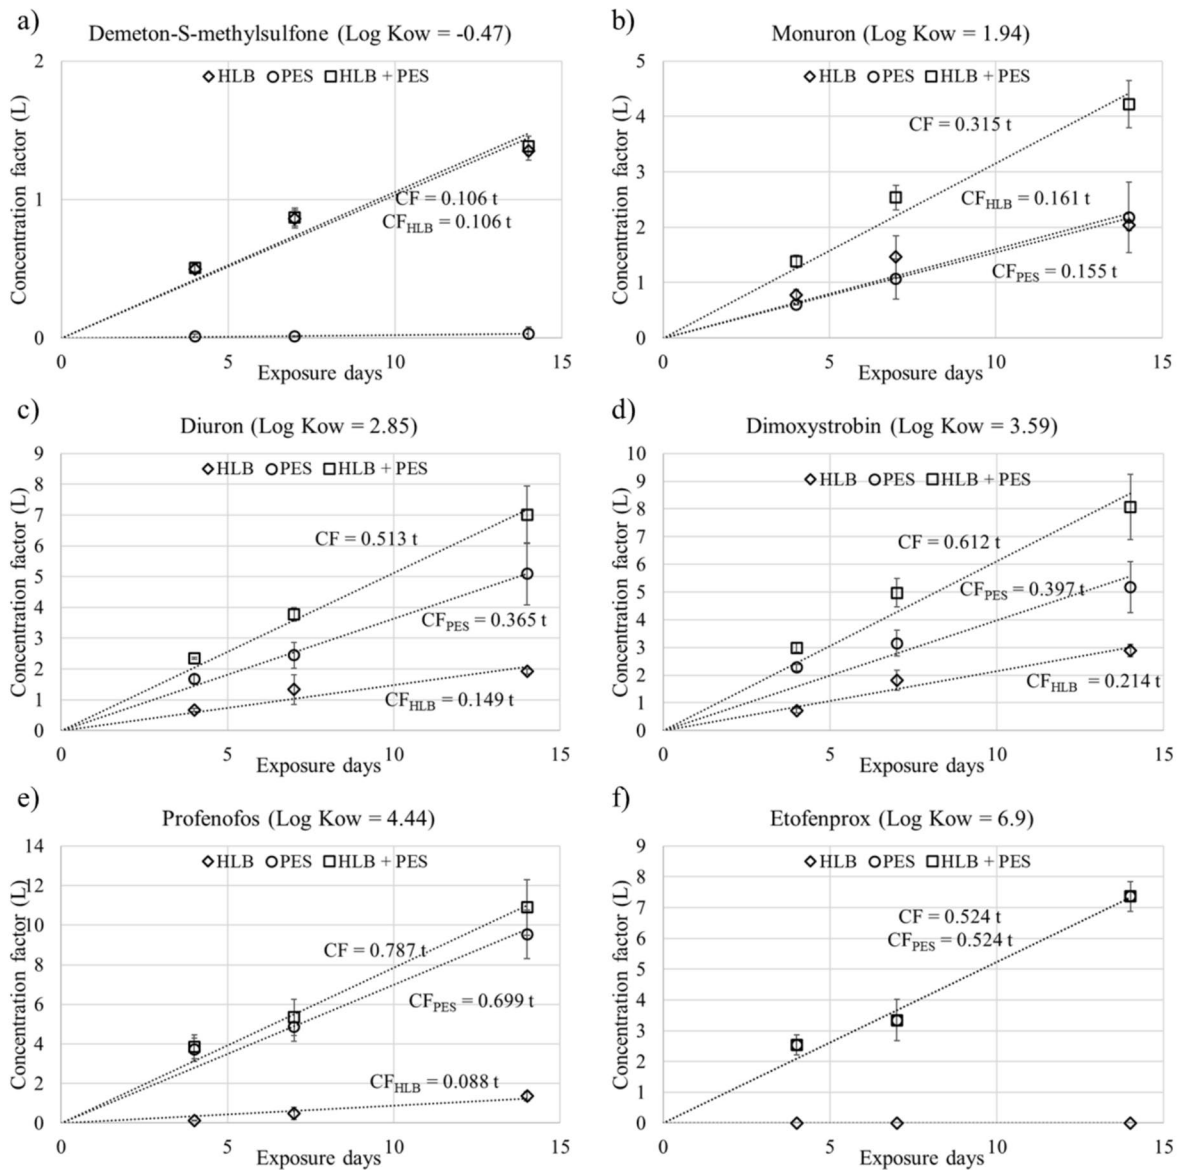 a)
Demeton-S-methylsulfone (Log Kow = -0.47)
Concentration factor (L)
2
1
0
HLB PES HLB + PES
CF = 0.106 t
CF_HLB = 0.106 t
0 5 10 15
Exposure days
b)
Monuron (Log Kow = 1.94)
Concentration factor (L)
5
4
3
2
1
0
HLB PES HLB + PES
CF = 0.315 t
CF_HLB = 0.161 t
CF_PES = 0.155 t
0 5 10 15
Exposure days
c)
Diuron (Log Kow = 2.85)
Concentration factor (L)
9
8
7
6
5
4
3
2
1
0
HLB PES HLB + PES
CF = 0.513 t
CF_PES = 0.365 t
CF_HLB = 0.149 t
0 5 10 15
Exposure days
d)
Dimoxystrobin (Log Kow = 3.59)
Concentration factor (L)
10
9
8
7
6
5
4
3
2
1
0
HLB PES HLB + PES
CF = 0.612 t
CF_PES = 0.397 t
CF_HLB = 0.214 t
0 5 10 15
Exposure days
e)
Profenofos (Log Kow = 4.44)
Concentration factor (L)
14
12
10
8
6
4
2
0
HLB PES HLB + PES
CF = 0.787 t
CF_PES = 0.699 t
CF_HLB = 0.088 t
0 5 10 15
Exposure days
f)
Etofenprox (Log Kow = 6.9)
Concentration factor (L)
9
8
7
6
5
4
3
2
1
0
HLB PES HLB + PES
CF = 0.524 t
CF_PES = 0.524 t
0 5 10 15
Exposure days